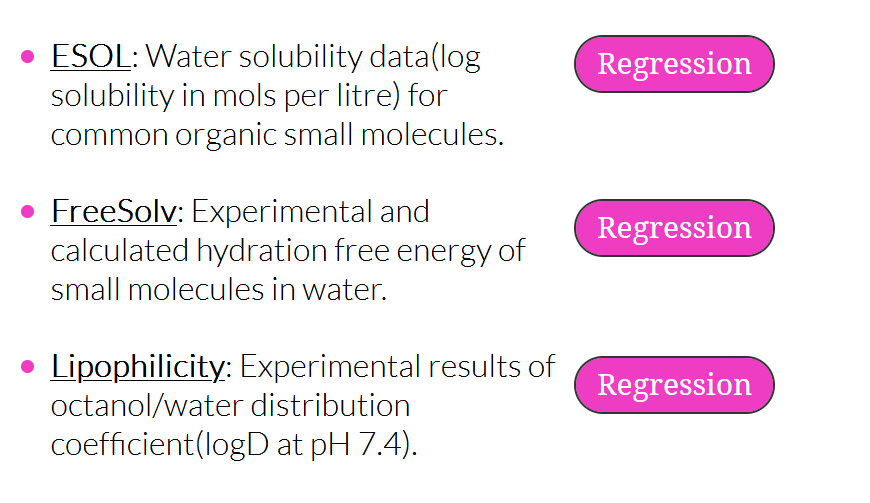 ESOL: Water solubility data(log
solubility in mols per litre) for
common organic small molecules.
Regression
FreeSolv: Experimental and
calculated hydration free energy of
small molecules in water.
Regression
Lipophilicity: Experimental results of
octanol/water distribution
coefficient(logD at pH 7.4).
Regression